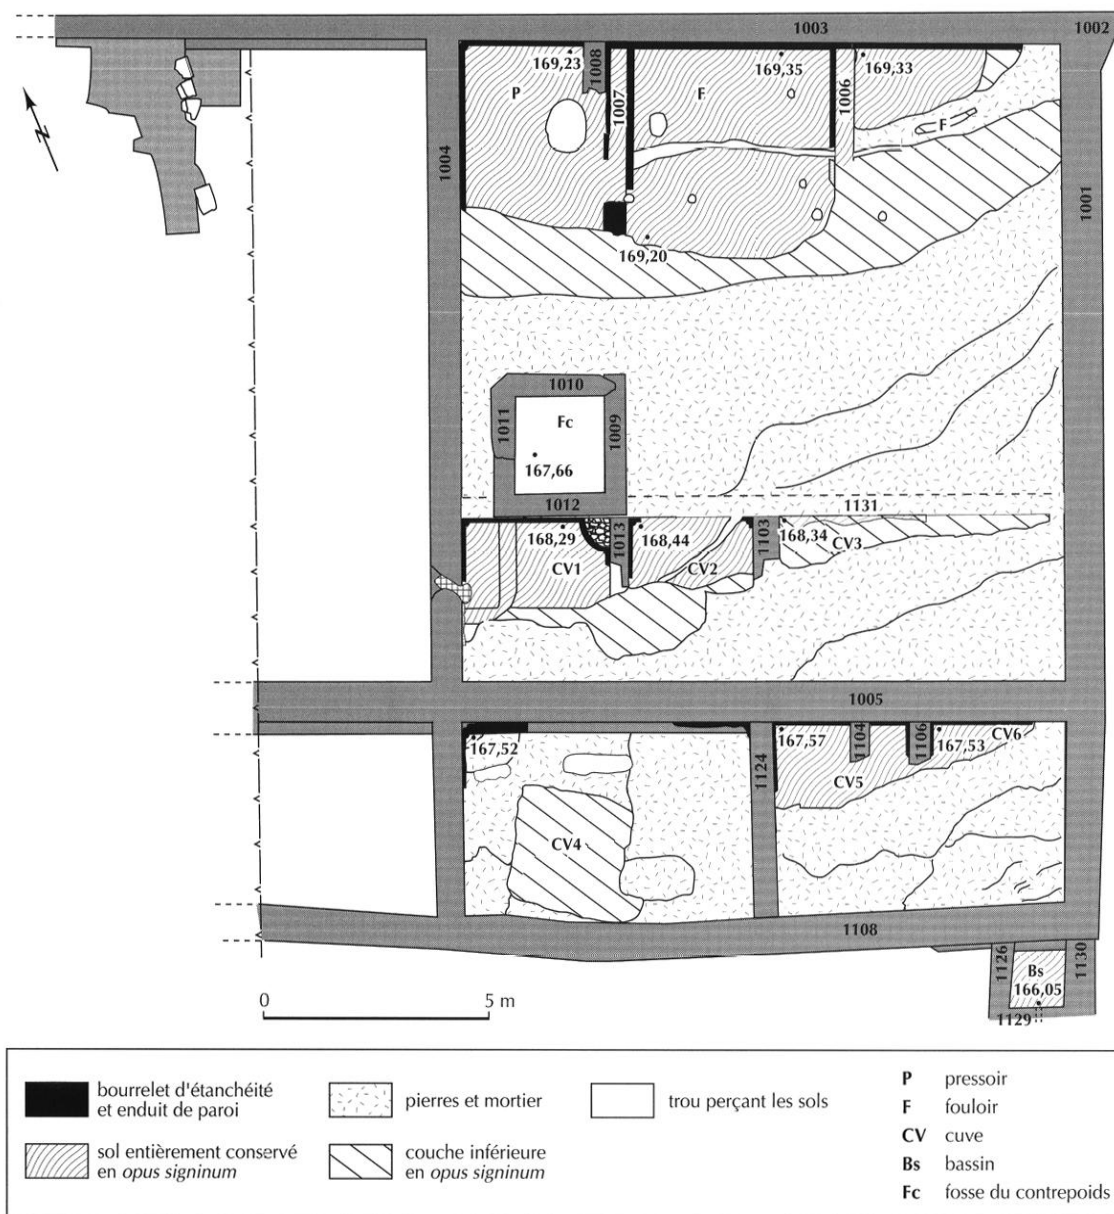 1003
1002
169,23
1008
169,35
169,33
P
F
1007
1006
F
1004
1001
169,20
1010
1011
Fc
1009
167,66
1012
1131
168,29
1013
168,44
1103
168,34
CV1
CV2
CV3
1005
167,52
1124
167,57
1104
1106
167,53
CV6
CV5
CV4
1108
1126
Bs
1130
166,05
1129
0
5 m
bourrelet d'étanchéité
et enduit de paroi
pierres et mortier
trou perçant les sols
sol entièrement conservé
en opus signinum
couche inférieure
en opus signinum
P pressoir
F fouloir
CV cuve
Bs bassin
Fc fosse du contrepoids